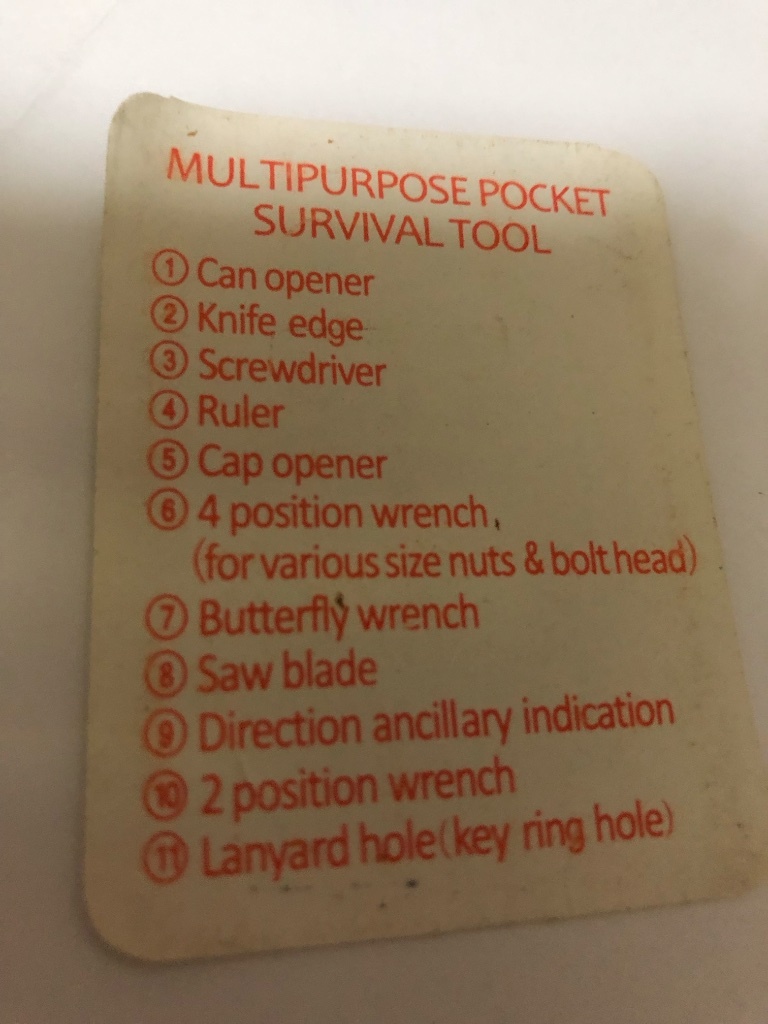 MULTIPURPOSE POCKET
SURVIVAL TOOL
① Can opener
② Knife edge
③ Screwdriver
④ Ruler
⑤ Cap opener
⑥ 4 position wrench,
(for various size nuts & bolt head)
⑦ Butterfly wrench
⑧ Saw blade
⑨ Direction ancillary indication
⑩ 2 position wrench
⑪ Lanyard hole(key ring hole)